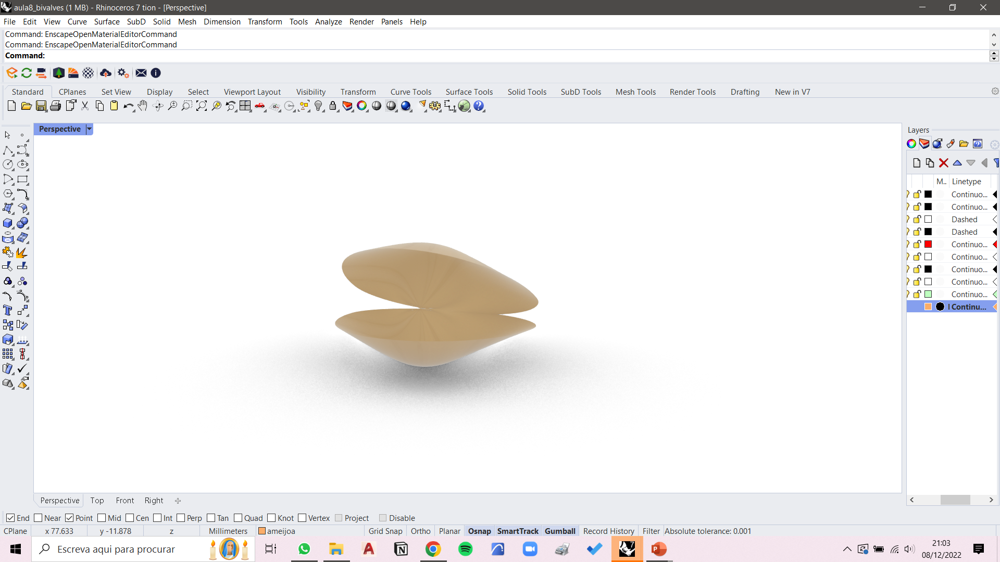 aula8_bivalves (1 MB) - Rhinoceros 7 tion - [Perspective]
File Edit View Curve Surface SubD Solid Mesh Dimension Transform Tools Analyze Render Panels Help
Command: EnscapeOpenMaterialEditorCommand
Command: EnscapeOpenMaterialEditorCommand
Command:
Standard CPlanes Set View Display Select Viewport Layout Visibility Transform Curve Tools Surface Tools Solid Tools SubD Tools Mesh Tools Render Tools Drafting New in V7
Perspective
Layers
M.. Linetype
Continuo...
Continuo...
Dashed
Dashed
Continuo...
Continuo...
Continuo...
Continuo...
Continuo...
Continu...
Perspective Top Front Right
End Near Point Mid Cen Int Perp Tan Quad Knot Vertex Project Disable
CPlane x 77.633 y -11.878 z Millimeters ameijoa Grid Snap Ortho Planar Osnap SmartTrack Gumball Record History Filter Absolute tolerance: 0.001
Escreva aqui para procurar
21:03
08/12/2022